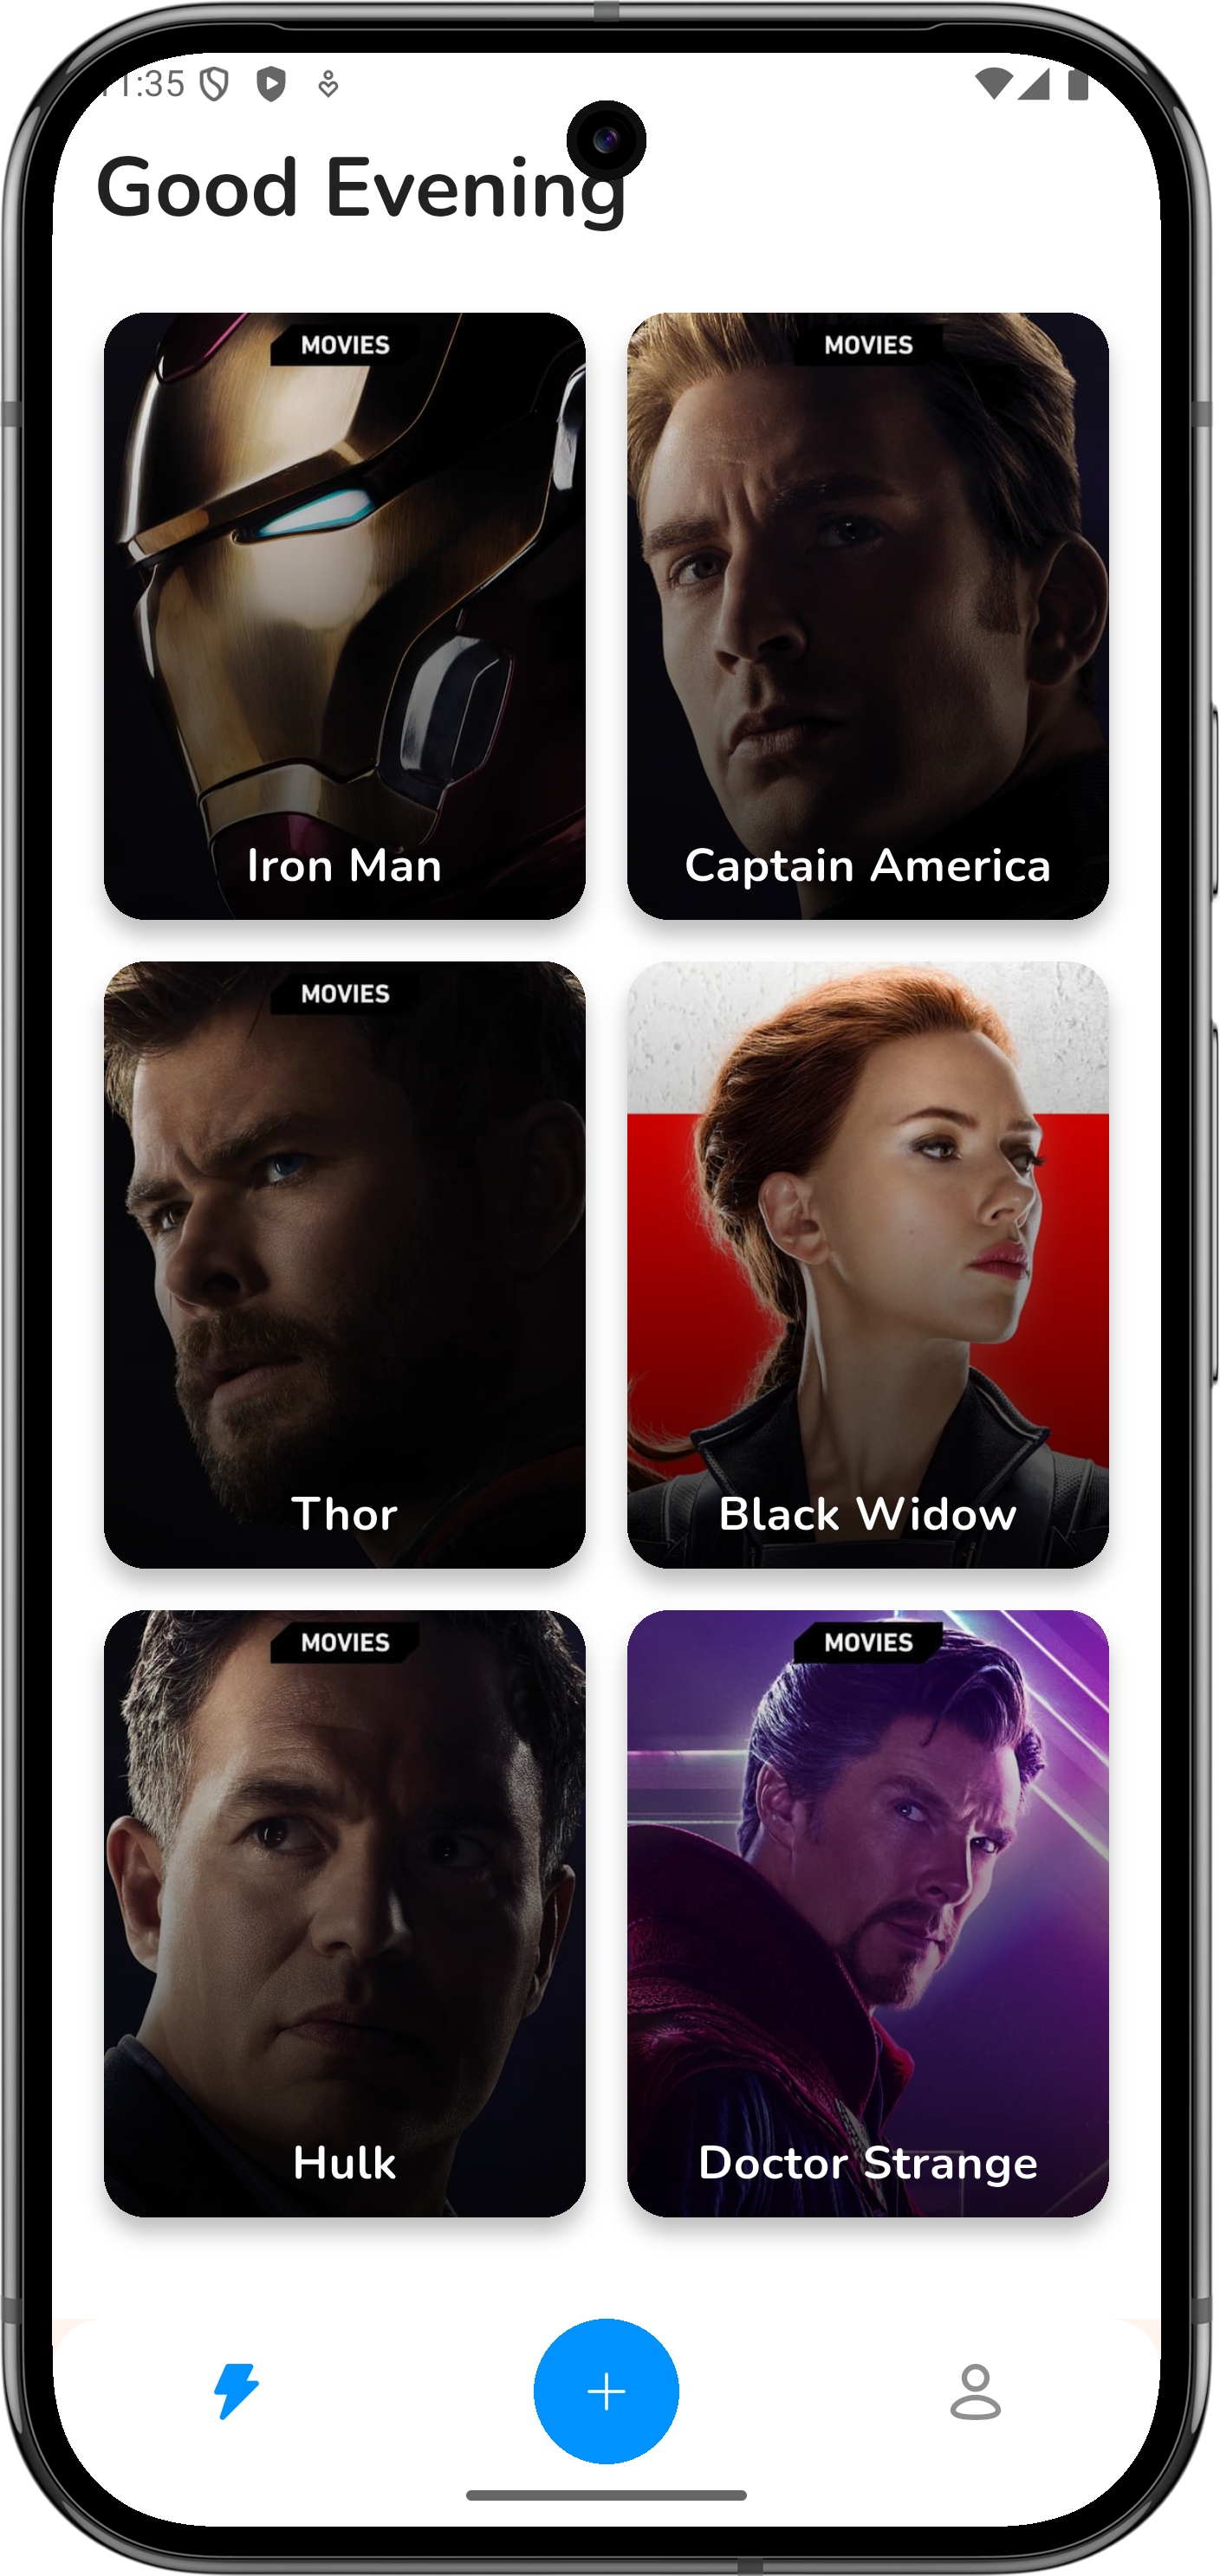 11:35
Good Evening
MOVIES
MOVIES
Iron Man
Captain America
MOVIES
Thor
Black Widow
MOVIES
MOVIES
Hulk
Doctor Strange